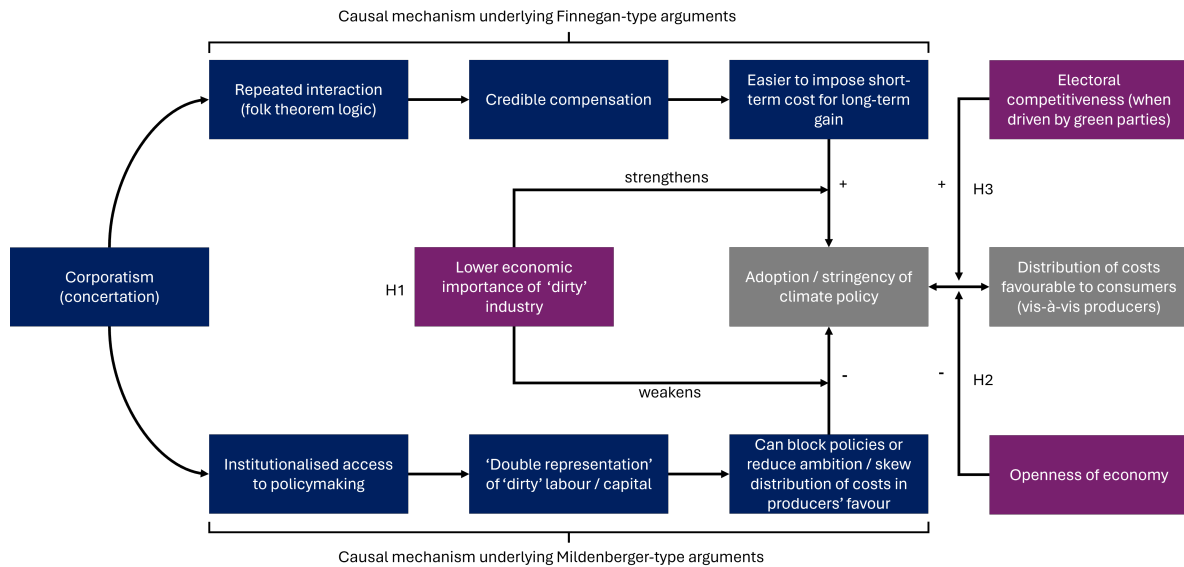 Causal mechanism underlying Finnegan-type arguments
Repeated interaction
(folk theorem logic)
Credible compensation
Easier to impose short-
term cost for long-term
gain
Electoral
competitiveness (when
driven by green parties)
strengthens
+
+
H3
Corporatism
(concertation)
H1
Lower economic
importance of ‘dirty’
industry
Adoption / stringency of
climate policy
Distribution of costs
favourable to consumers
(vis-à-vis producers)
weakens
-
-
H2
Institutionalised access
to policymaking
‘Double representation’
of ‘dirty’ labour / capital
Can block policies or
reduce ambition / skew
distribution of costs in
producers’ favour
Openness of economy
Causal mechanism underlying Mildenberger-type arguments